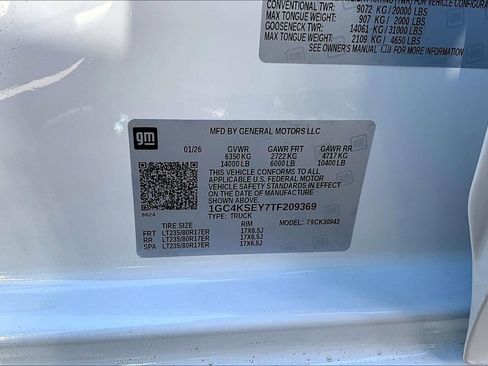 CONVENTIONAL TWR: 9072 KG / 20000 LBS
MAX TONGUE WEIGHT: 907 KG / 2000 LBS
GOOSENECK TWR: 14061 KG / 31000 LBS
MAX TONGUE WEIGHT: 2109 KG / 4650 LBS
SEE OWNER'S MANUAL FOR MORE INFORMATION
gm
MFD BY GENERAL MOTORS LLC
01/26 GVWR GAWR FRT GAWR RR
6350 KG 2722 KG 4717 KG
14000 LB 6000 LB 10400 LB
THIS VEHICLE CONFORMS TO ALL
APPLICABLE U.S. FEDERAL MOTOR
VEHICLE SAFETY STANDARDS IN EFFECT ON
THE DATE OF MANUFACTURE SHOWN ABOVE.
1GC4KSEY7TF209369
TYPE: TRUCK
8624
MODEL: 79CK30943
TIRE SIZE RIM
FRT LT235/80R17ER 17X6.5J
RR LT235/80R17ER 17X6.5J
SPA LT235/80R17ER 17X6.5J